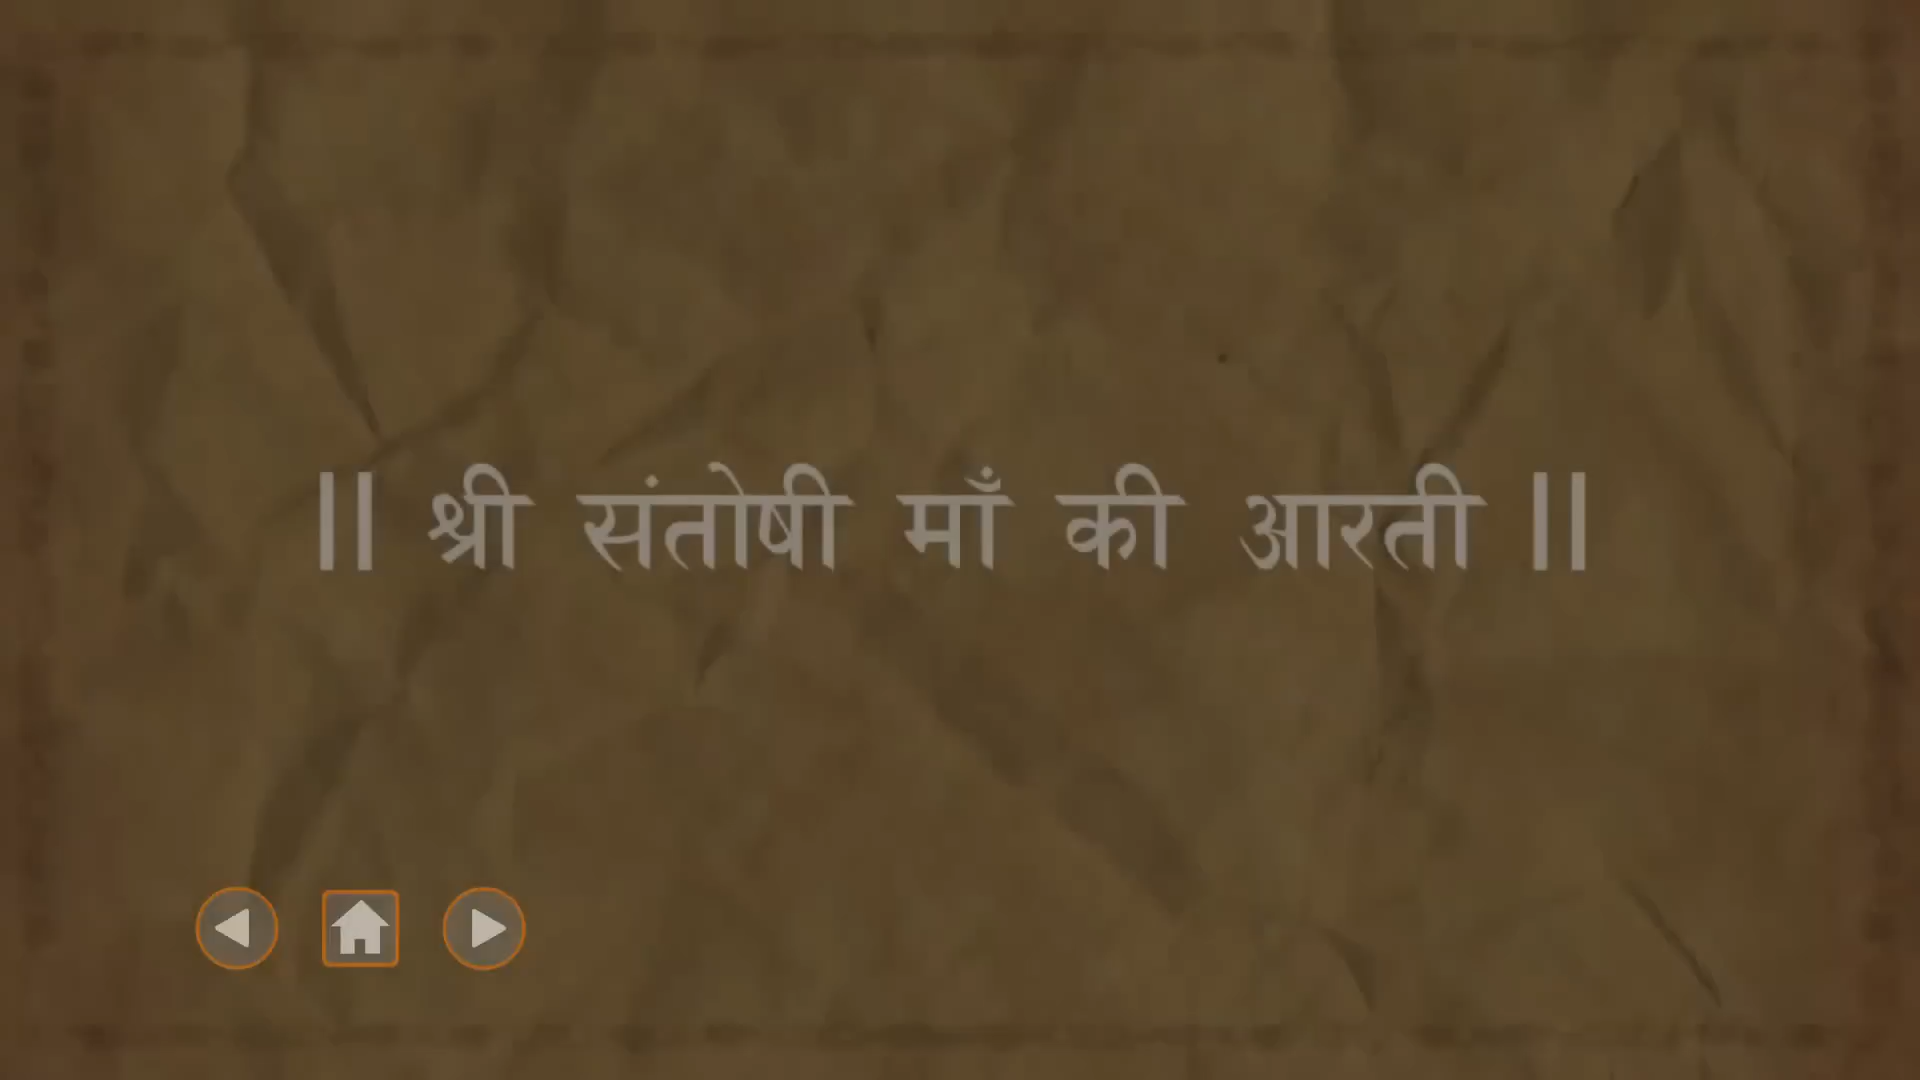 || श्री संतोषी माँ की आरती ||